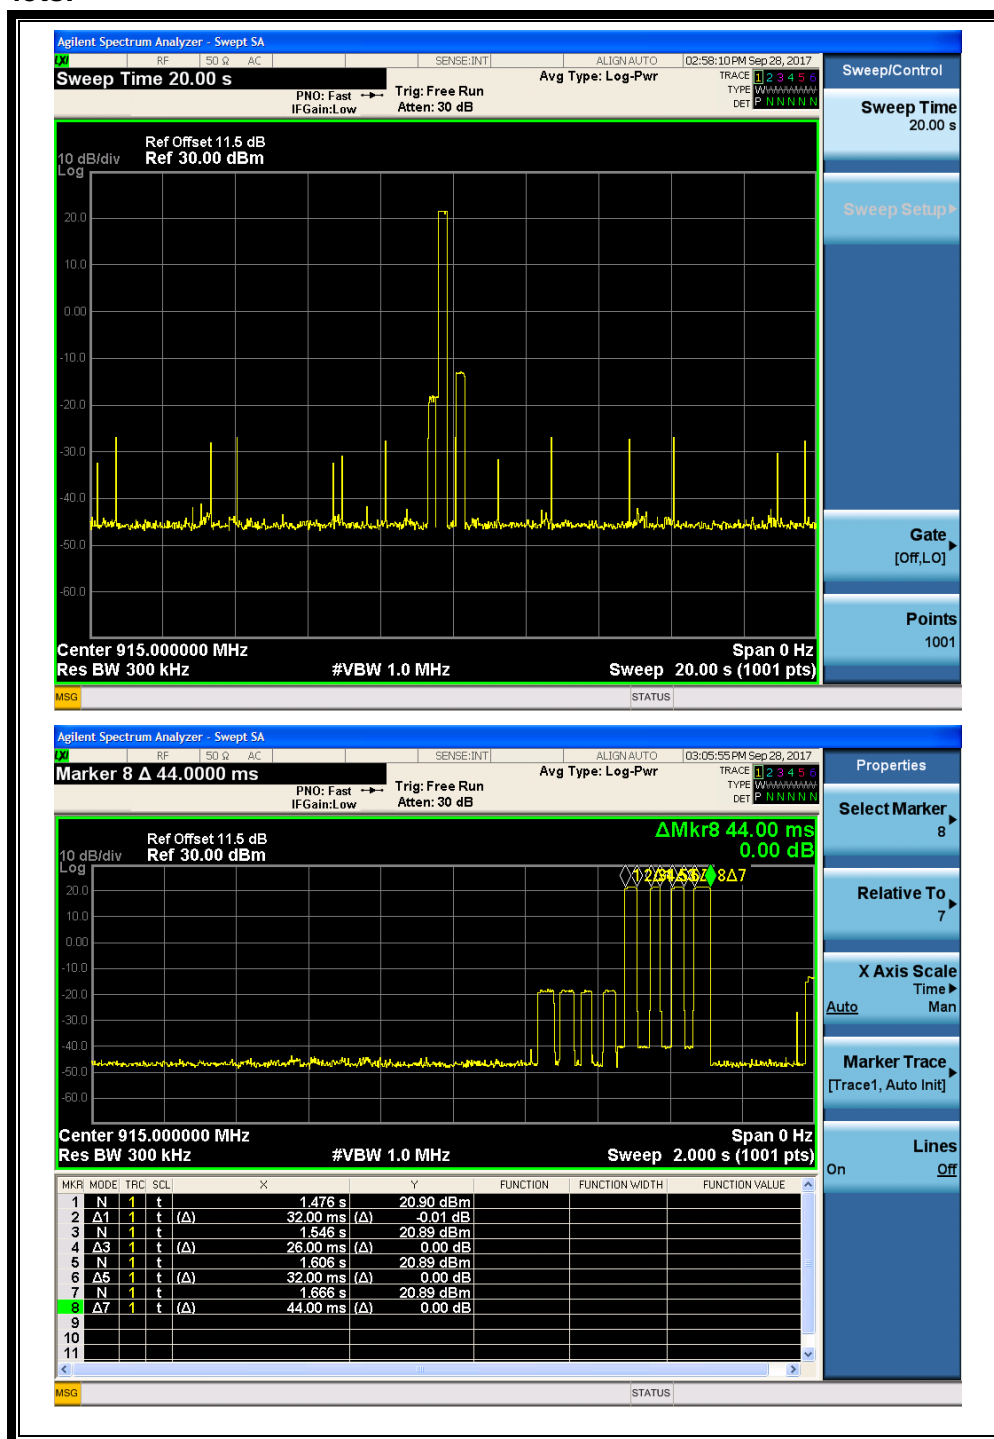 Agilent Spectrum Analyzer - Swept SA
LXI RF 50 Ω AC SENSE:INT ALIGN AUTO 02:58:10 PM Sep 28, 2017
Sweep Time 20.00 s
PNO: Fast
IFGain:Low
Trig: Free Run
Atten: 30 dB
Avg Type: Log-Pwr
TRACE 1 2 3 4 5 6
TYPE WWWWWW
DET P N N N N N
Ref Offset 11.5 dB
10 dB/div Ref 30.00 dBm
Log
20.0
10.0
0.00
-10.0
-20.0
-30.0
-40.0
-50.0
-60.0
Center 915.000000 MHz Span 0 Hz
Res BW 300 kHz #VBW 1.0 MHz Sweep 20.00 s (1001 pts)
MSG STATUS
Sweep/Control
Sweep Time
20.00 s
Sweep Setup
Gate
[Off,LO]
Points
1001
Agilent Spectrum Analyzer - Swept SA
LXI RF 50 Ω AC SENSE:INT ALIGN AUTO 03:05:55 PM Sep 28, 2017
Marker 8 Δ 44.0000 ms
PNO: Fast
IFGain:Low
Trig: Free Run
Atten: 30 dB
Avg Type: Log-Pwr
TRACE 1 2 3 4 5 6
TYPE WWWWWW
DET P N N N N N
ΔMkr8 44.00 ms
0.00 dB
Ref Offset 11.5 dB
10 dB/div Ref 30.00 dBm
Log
8Δ7
20.0
10.0
0.00
-10.0
-20.0
-30.0
-40.0
-50.0
-60.0
Center 915.000000 MHz Span 0 Hz
Res BW 300 kHz #VBW 1.0 MHz Sweep 2.000 s (1001 pts)
MKR MODE TRC SCL X Y FUNCTION FUNCTION WIDTH FUNCTION VALUE
1 N 1 t 1.476 s 20.90 dBm
2 Δ1 1 t (Δ) 32.00 ms (Δ) -0.01 dB
3 N 1 t 1.546 s 20.89 dBm
4 Δ3 1 t (Δ) 26.00 ms (Δ) 0.00 dB
5 N 1 t 1.606 s 20.89 dBm
6 Δ5 1 t (Δ) 32.00 ms (Δ) 0.00 dB
7 N 1 t 1.666 s 20.89 dBm
8 Δ7 1 t (Δ) 44.00 ms (Δ) 0.00 dB
9
10
11
MSG STATUS
Properties
Select Marker
8
Relative To
7
X Axis Scale
Time
Auto Man
Marker Trace
[Trace1, Auto Init]
Lines
On Off